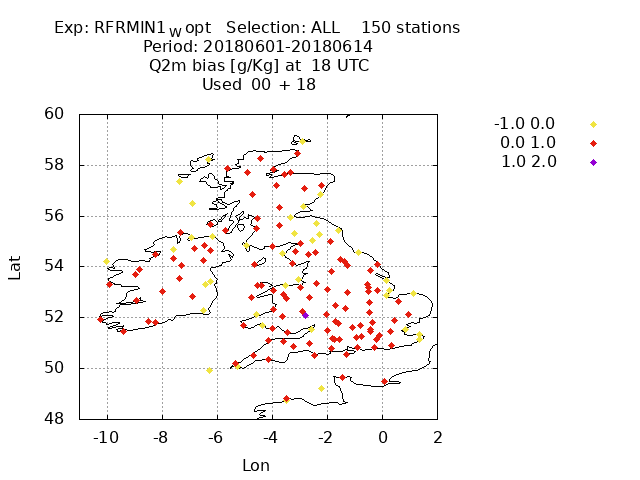 Exp: RFRMIN1_W opt   Selection: ALL    150 stations
Period: 20180601-20180614
Q2m bias [g/Kg] at  18 UTC
Used  00 + 18
-1.0 0.0
0.0 1.0
1.0 2.0
60
58
56
54
52
50
48
Lat
-10 -8 -6 -4 -2 0 2
Lon